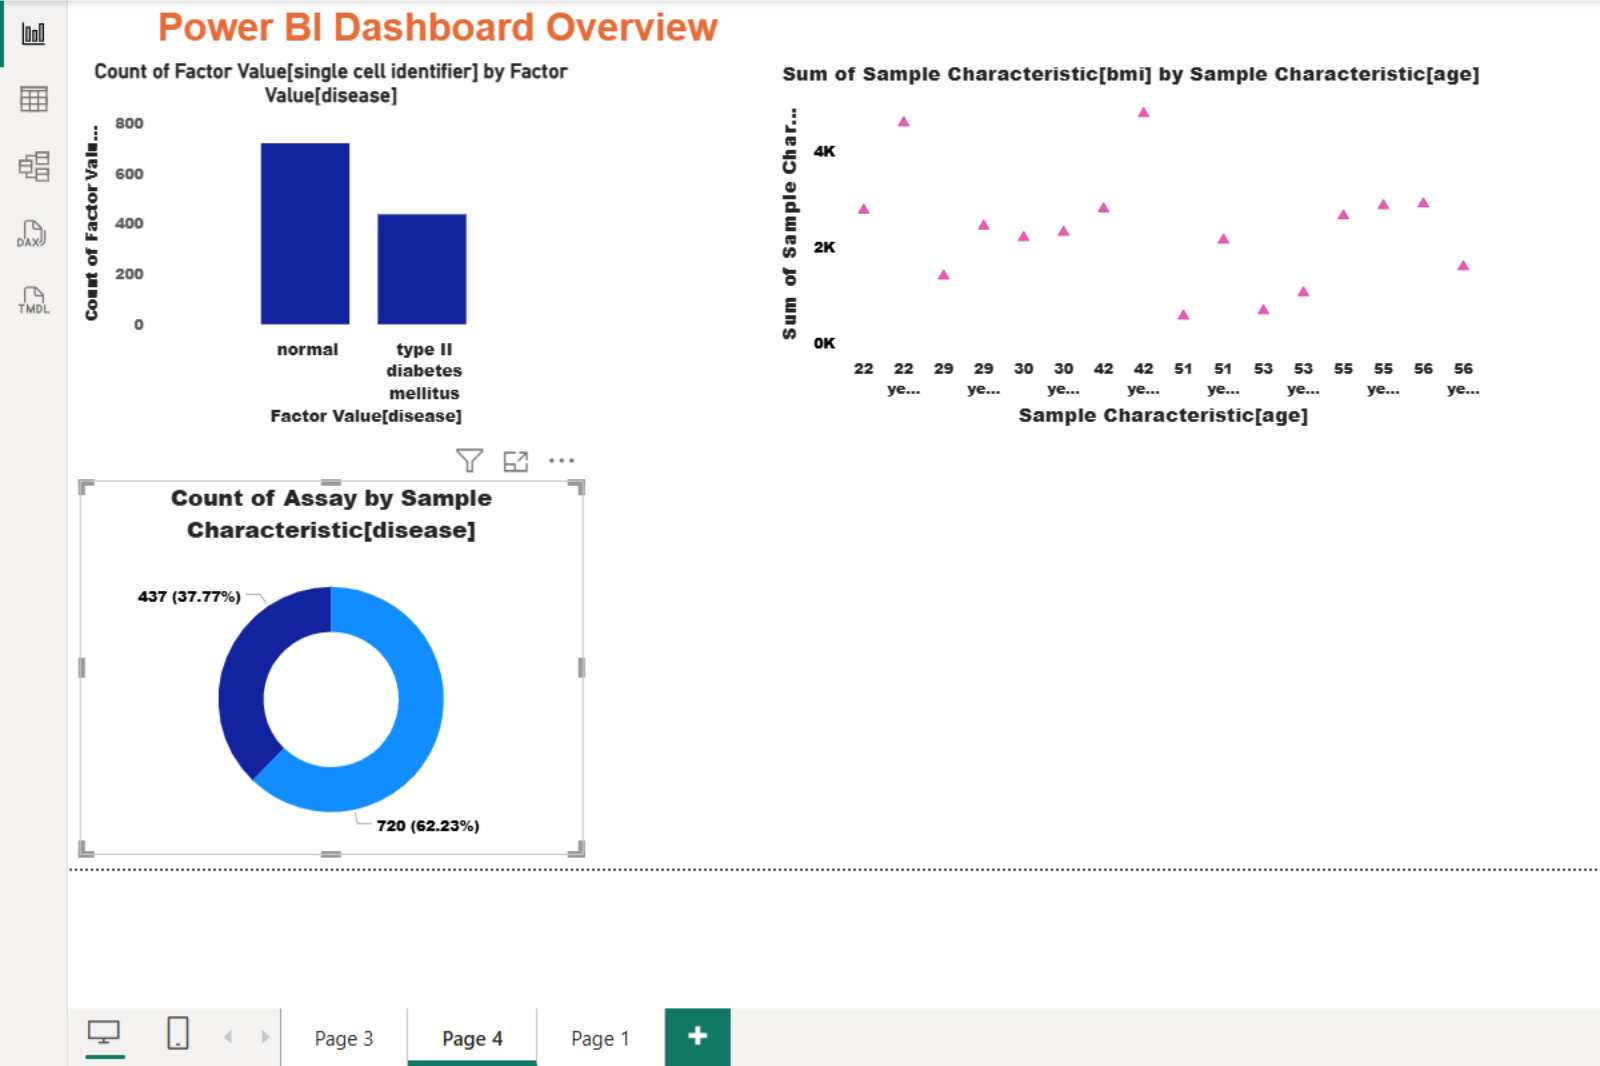 Power BI Dashboard Overview
Count of Factor Value[single cell identifier] by Factor
Value[disease]
Count of Factor Valu...
800
600
400
200
0
normal
type II
diabetes
mellitus
Factor Value[disease]
Sum of Sample Characteristic[bmi] by Sample Characteristic[age]
Sum of Sample Char...
4K
2K
0K
22 22 29 29 30 30 42 42 51 51 53 53 55 55 56 56
ye... ye... ye... ye... ye... ye... ye... ye...
Sample Characteristic[age]
Count of Assay by Sample
Characteristic[disease]
437 (37.77%)
720 (62.23%)
DAX
TMDL
Page 3 Page 4 Page 1 +